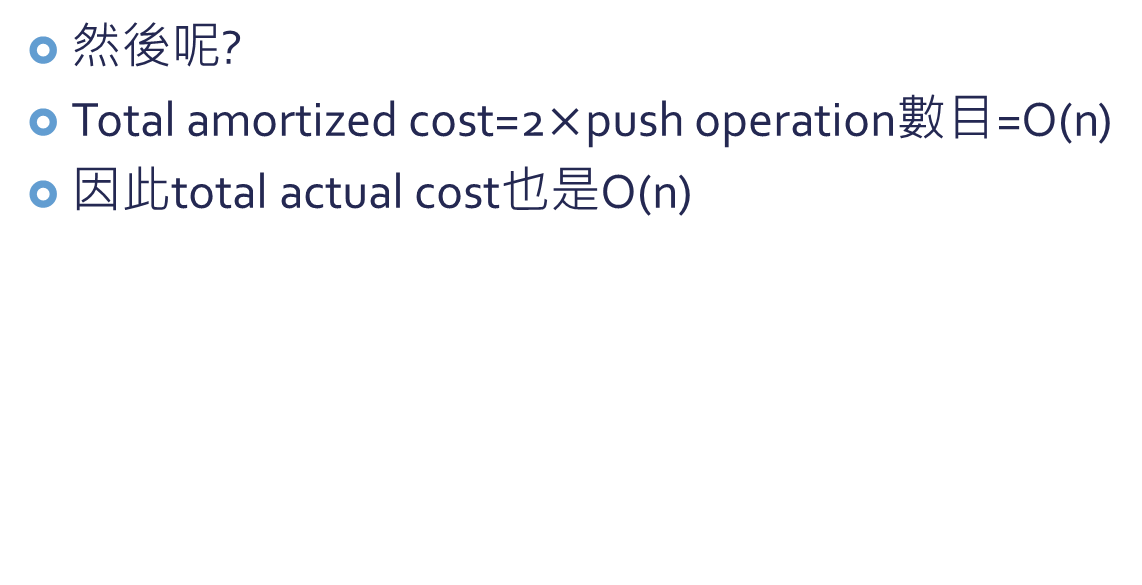 然後呢?
Total amortized cost=2×push operation數目=O(n)
因此total actual cost也是O(n)